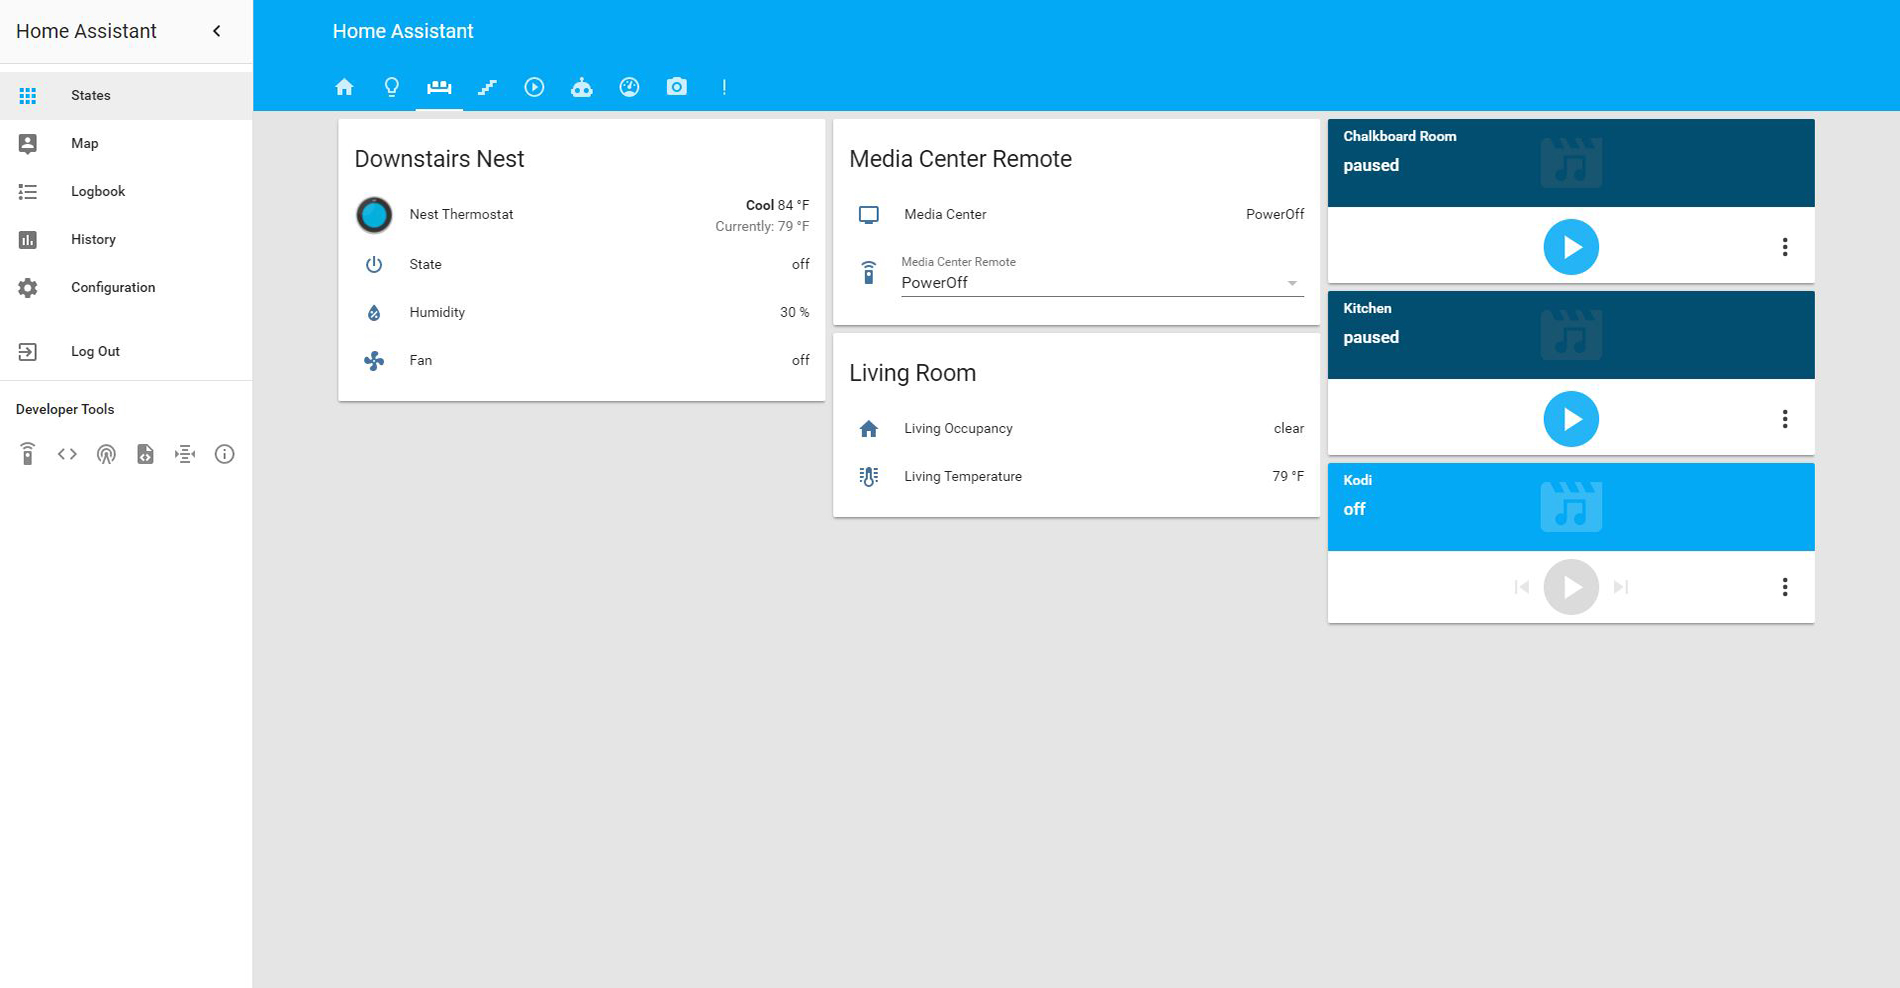 Home Assistant
States
Map
Logbook
History
Configuration
Log Out
Developer Tools
Home Assistant
Downstairs Nest
Nest Thermostat
Cool 84 °F
Currently: 79 °F
State off
Humidity 30 %
Fan off
Media Center Remote
Media Center PowerOff
Media Center Remote
PowerOff
Living Room
Living Occupancy clear
Living Temperature 79 °F
Chalkboard Room
paused
Kitchen
paused
Kodi
off